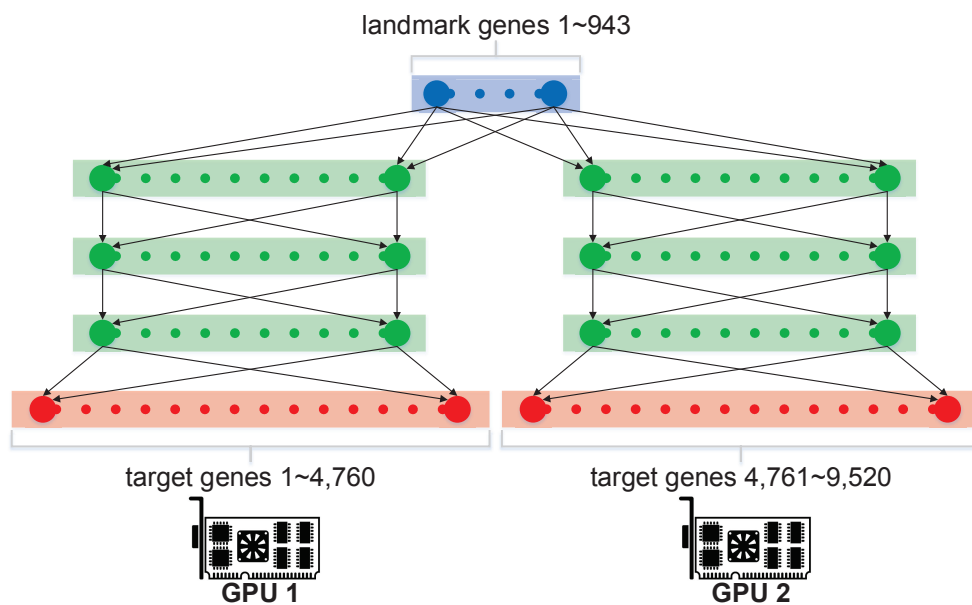 landmark genes 1~943
target genes 1~4,760
target genes 4,761~9,520
GPU 1
GPU 2